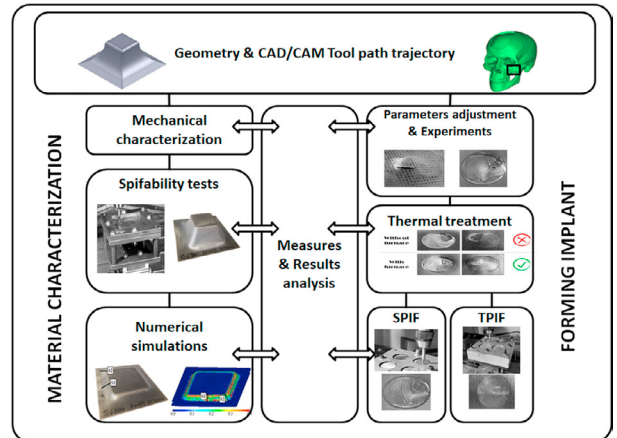 Geometry & CAD/CAM Tool path trajectory
MATERIAL CHARACTERIZATION
Mechanical
characterization
Spifability tests
Numerical
simulations
Measures
& Results
analysis
Parameters adjustment
& Experiments
Thermal treatment
Without
furnace
With
furnace
SPIF
TPIF
FORMING IMPLANT